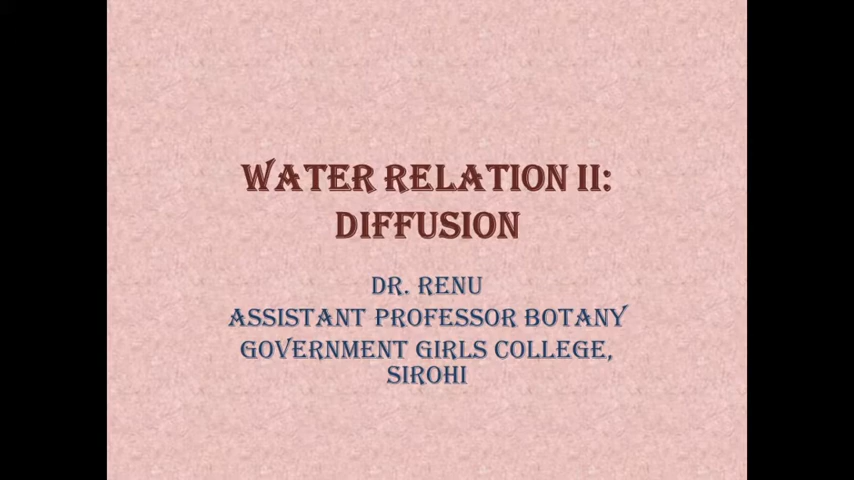 WATER RELATION II:
DIFFUSION
DR. RENU
ASSISTANT PROFESSOR BOTANY
GOVERNMENT GIRLS COLLEGE,
SIROHI